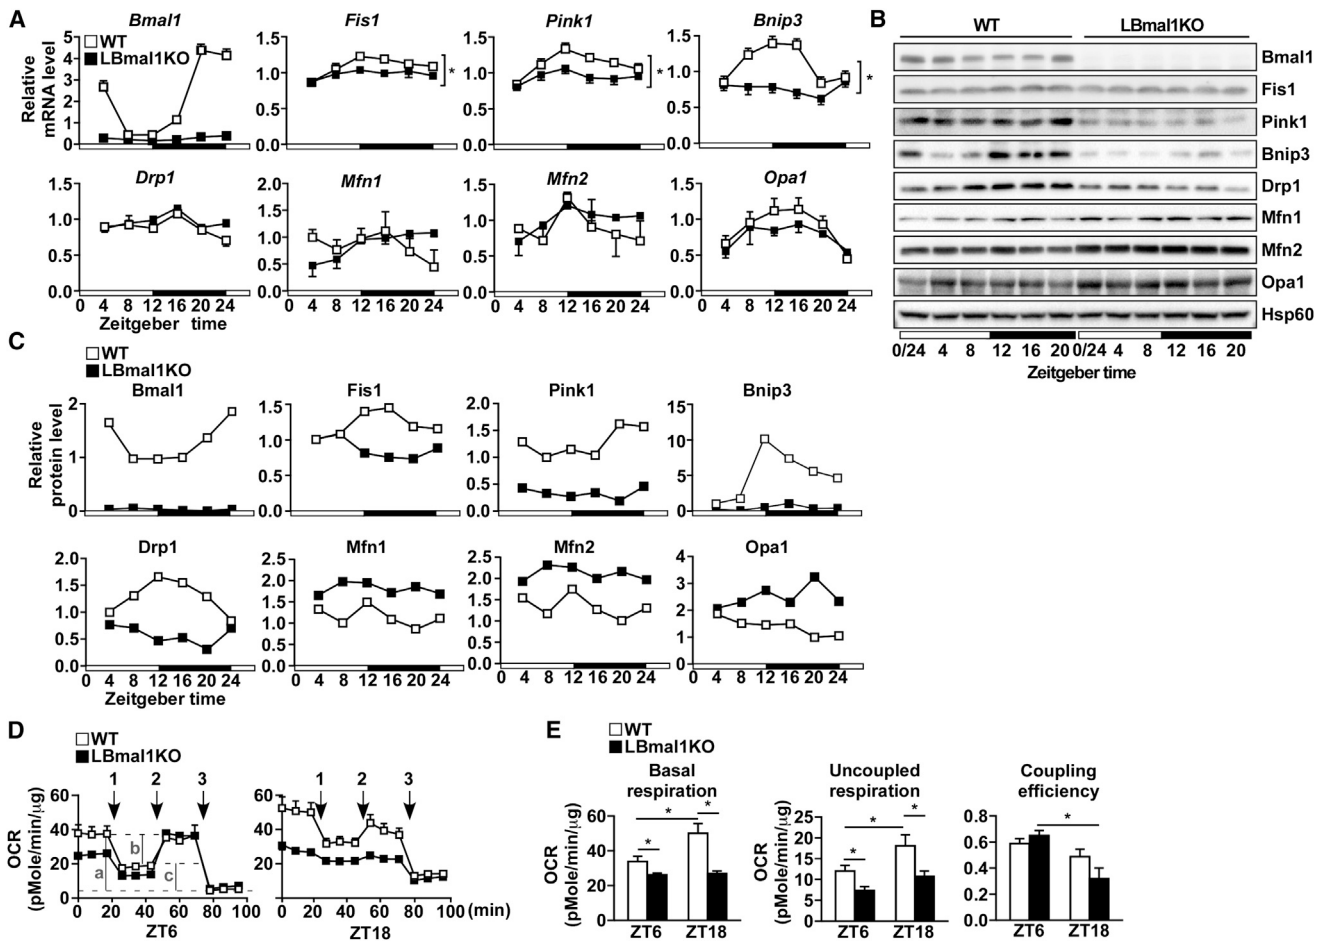 A
Bmal1
Fis1
Pink1
Bnip3
WT
LBmal1KO
Relative
mRNA level
5
4
3
2
1
0
1.5
1.0
0.5
0.0
*
1.5
1.0
0.5
0.0
*
1.5
1.0
0.5
0.0
*
Drp1
Mfn1
Mfn2
Opa1
1.5
1.0
0.5
0.0
2.0
1.5
1.0
0.5
0.0
1.5
1.0
0.5
0.0
1.5
1.0
0.5
0.0
0 4 8 12 16 20 24
0 4 8 12 16 20 24
0 4 8 12 16 20 24
0 4 8 12 16 20 24
Zeitgeber time
B
WT
LBmal1KO
Bmal1
Fis1
Pink1
Bnip3
Drp1
Mfn1
Mfn2
Opa1
Hsp60
0/24 4 8 12 16 20 0/24 4 8 12 16 20
Zeitgeber time
C
WT
LBmal1KO
Bmal1
Fis1
Pink1
Bnip3
Relative
protein level
2
1
0
1.5
1.0
0.5
0.0
2.0
1.5
1.0
0.5
0.0
15
10
5
0
Drp1
Mfn1
Mfn2
Opa1
2.0
1.5
1.0
0.5
0.0
2.5
2.0
1.5
1.0
0.5
0.0
2.5
2.0
1.5
1.0
0.5
0.0
4
3
2
1
0
0 4 8 12 16 20 24
0 4 8 12 16 20 24
0 4 8 12 16 20 24
0 4 8 12 16 20 24
Zeitgeber time
D
WT
LBmal1KO
1 2 3
1 2 3
OCR
(pMole/min/µg)
60
40
20
0
60
40
20
a
b
c
0 20 40 60 80 100
0 20 40 60 80 100 (min)
ZT6
ZT18
E
WT
LBmal1KO
Basal
respiration
Uncoupled
respiration
Coupling
efficiency
OCR
(pMole/min/µg)
60
40
20
0
* * *
ZT6 ZT18
OCR
(pMole/min/µg)
25
20
15
10
5
0
* * *
ZT6 ZT18
0.8
0.6
0.4
0.2
0.0
*
ZT6 ZT18